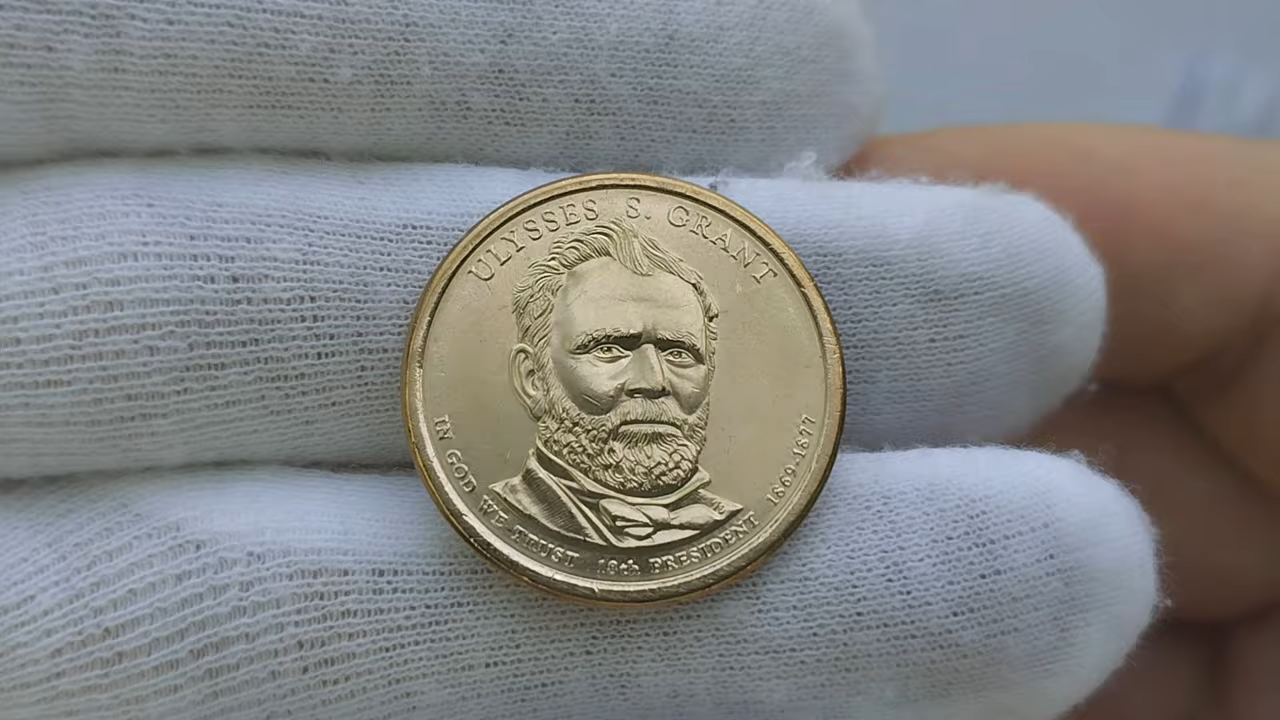 ULYSSES S. GRANT
IN GOD WE TRUST 18th PRESIDENT 1869-1877